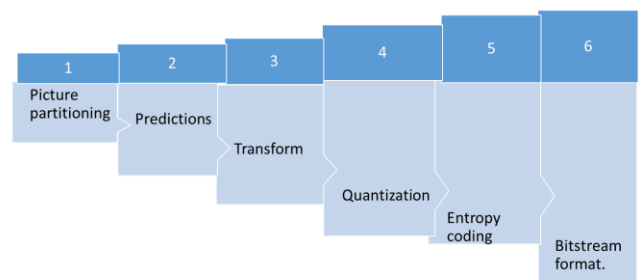 1
2
3
4
5
6
Picture
partitioning
Predictions
Transform
Quantization
Entropy
coding
Bitstream
format.